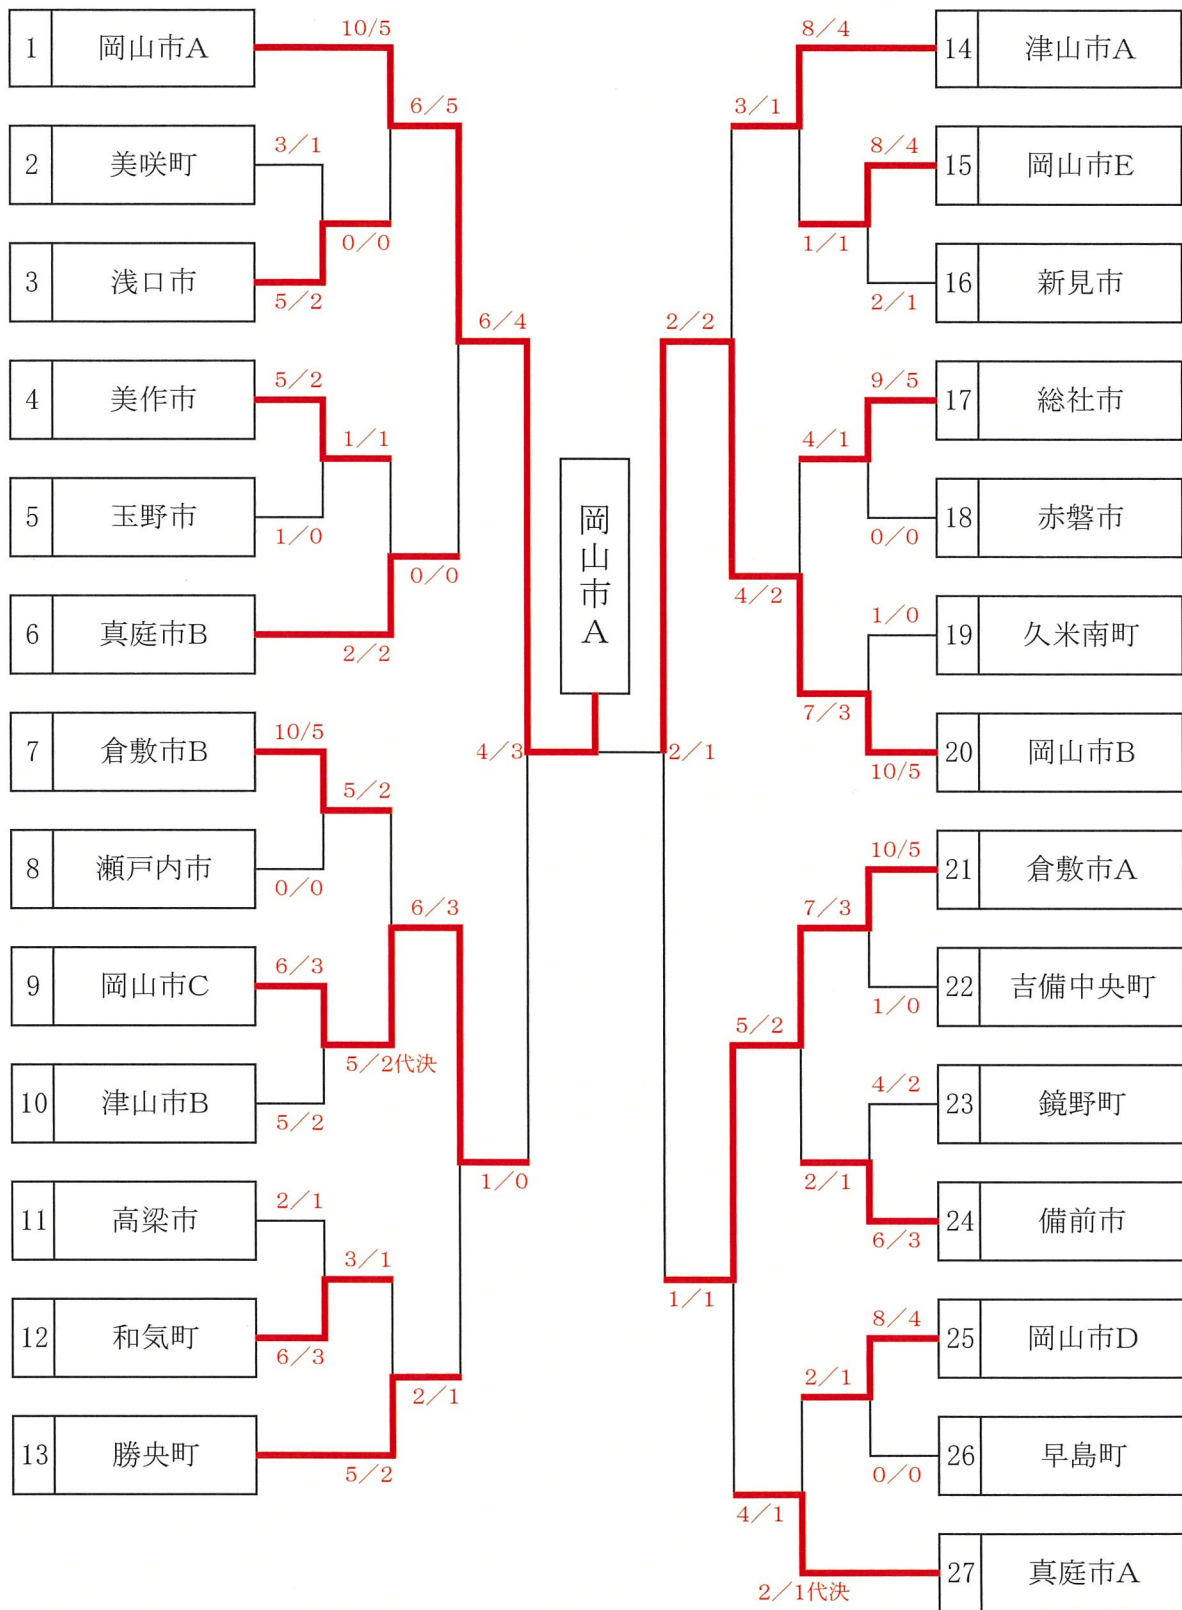 1 岡山市A
10/5
6/5
2 美咲町
3/1
0/0
3 浅口市
5/2
6/4
4 美作市
5/2
1/1
5 玉野市
1/0
0/0
6 真庭市B
2/2
7 倉敷市B
10/5
5/2
4/3
8 瀬戸内市
0/0
6/3
9 岡山市C
6/3
5/2代決
10 津山市B
5/2
1/0
11 高梁市
2/1
3/1
12 和気町
6/3
2/1
13 勝央町
5/2
岡山市A
8/4
14 津山市A
3/1
8/4
15 岡山市E
1/1
2/1
16 新見市
2/2
9/5
17 総社市
4/1
0/0
18 赤磐市
4/2
1/0
19 久米南町
7/3
2/1
10/5
20 岡山市B
10/5
21 倉敷市A
7/3
1/0
22 吉備中央町
5/2
4/2
23 鏡野町
2/1
6/3
24 備前市
1/1
8/4
25 岡山市D
2/1
0/0
26 早島町
4/1
2/1代決
27 真庭市A